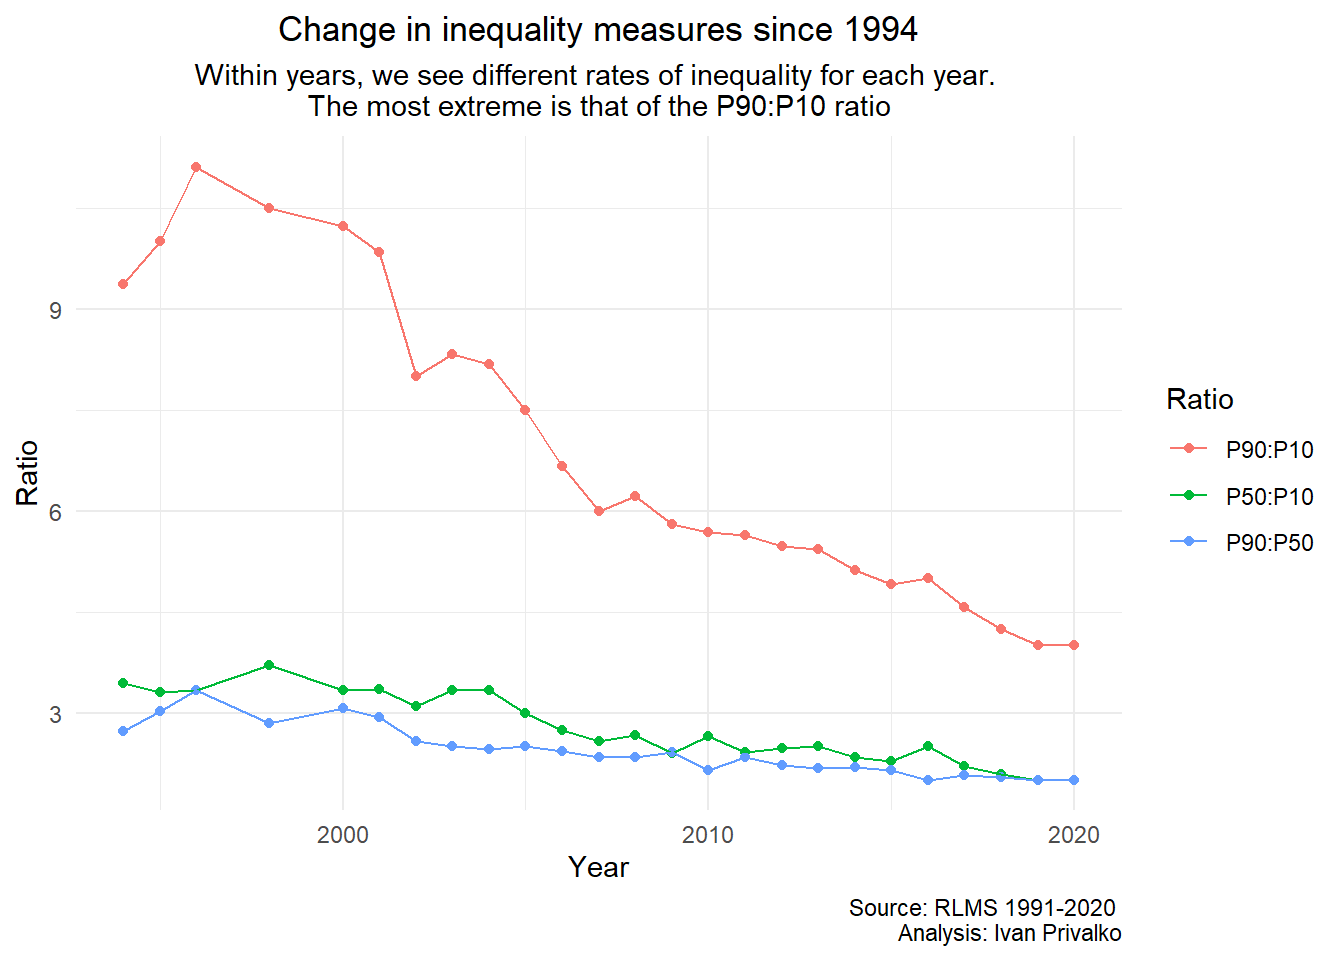 Change in inequality measures since 1994
Within years, we see different rates of inequality for each year.
The most extreme is that of the P90:P10 ratio
Ratio
9
6
3
2000
2010
2020
Year
Ratio
P90:P10
P50:P10
P90:P50
Source: RLMS 1991-2020
Analysis: Ivan Privalko